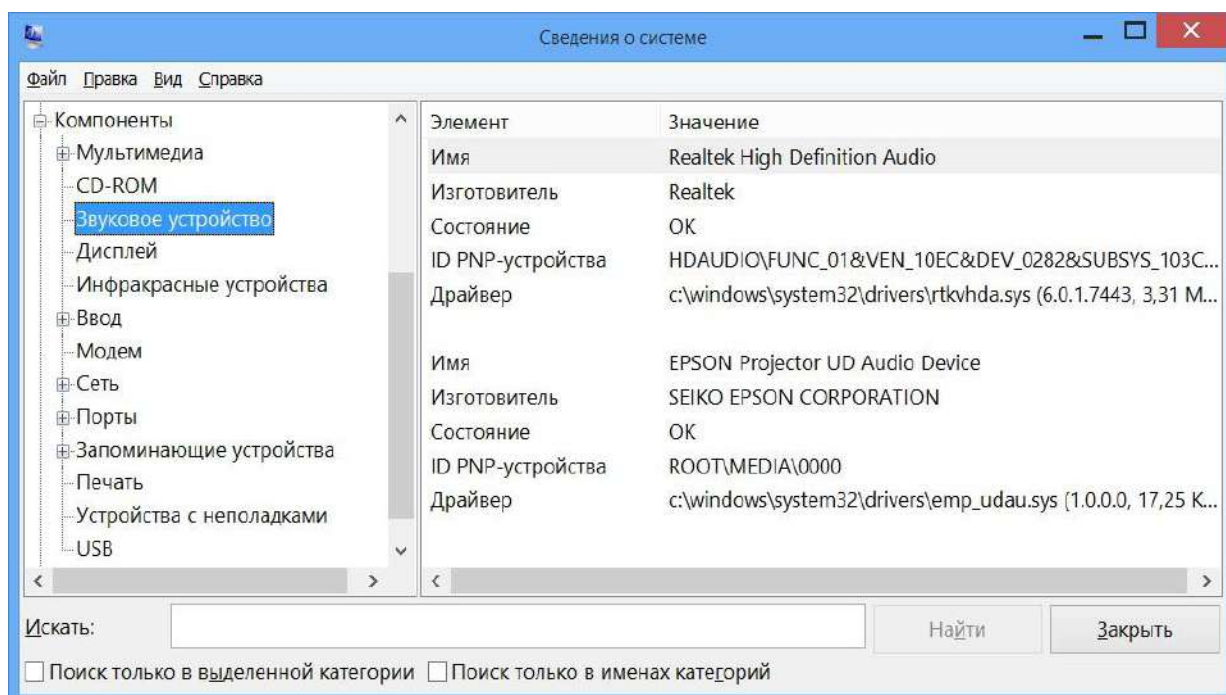 Сведения о системе
Файл Правка Вид Справка
Компоненты
Мультимедиа
CD-ROM
Звуковое устройство
Дисплей
Инфракрасные устройства
Ввод
Модем
Сеть
Порты
Запоминающие устройства
Печать
Устройства с неполадками
USB
Элемент Значение
Имя Realtek High Definition Audio
Изготовитель Realtek
Состояние OK
ID PNP-устройства HDAUDIO\FUNC_01&VEN_10EC&DEV_0282&SUBSYS_103C...
Драйвер c:\windows\system32\drivers\rtkvhda.sys (6.0.1.7443, 3,31 М...
Имя EPSON Projector UD Audio Device
Изготовитель SEIKO EPSON CORPORATION
Состояние OK
ID PNP-устройства ROOT\MEDIA\0000
Драйвер c:\windows\system32\drivers\emp_udau.sys (1.0.0.0, 17,25 К...
Искать: Найти Закрыть
Поиск только в выделенной категории Поиск только в именах категорий